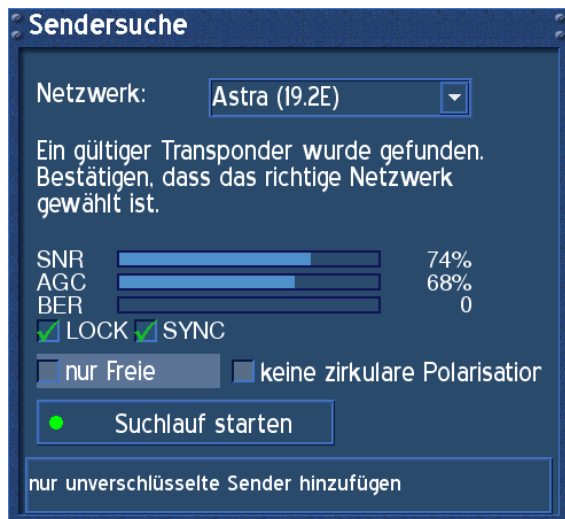 Sendersuche
Netzwerk: Astra (19.2E)
Ein gültiger Transponder wurde gefunden.
Bestätigen, dass das richtige Netzwerk
gewählt ist.
SNR 74%
AGC 68%
BER 0
LOCK SYNC
nur Freie keine zirkulare Polarisation
Suchlauf starten
nur unverschlüsselte Sender hinzufügen